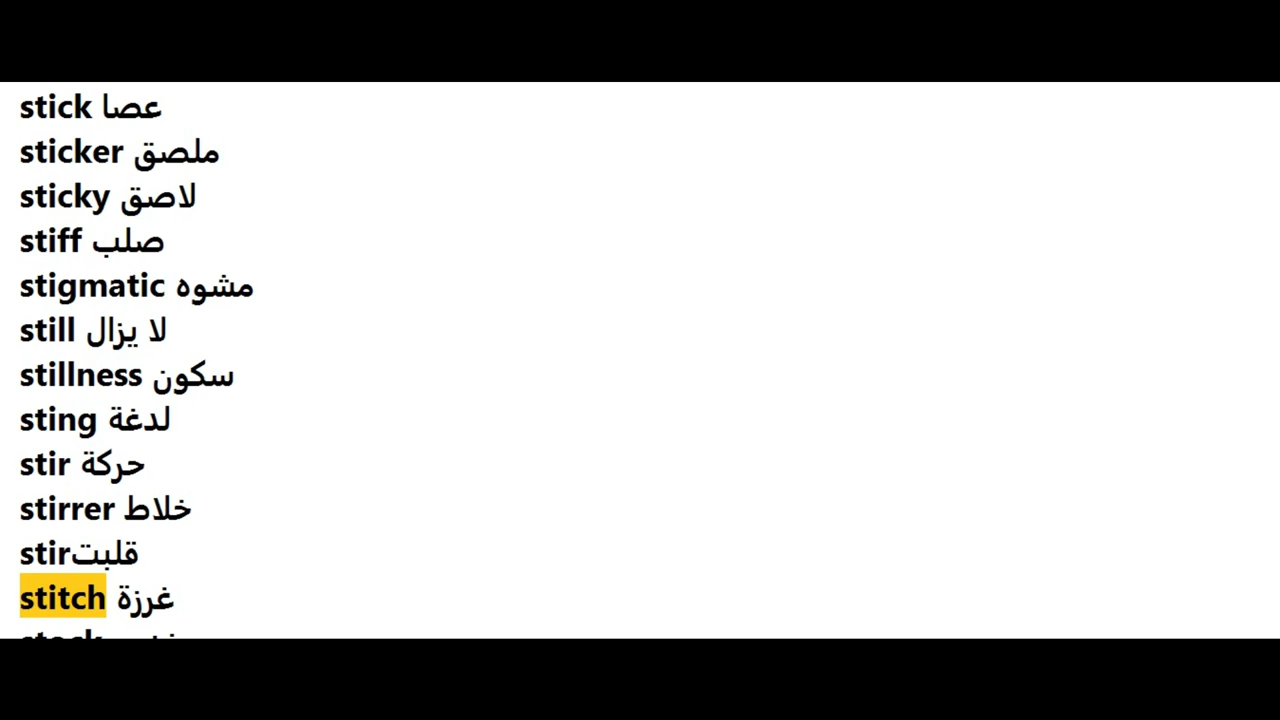 stick عصا
sticker ملصق
sticky لاصق
stiff صلب
stigmatic مشوه
still لا يزال
stillness سكون
sting لدغة
stir حركة
stirrer خلاط
stirقلبت
stitch غرزة